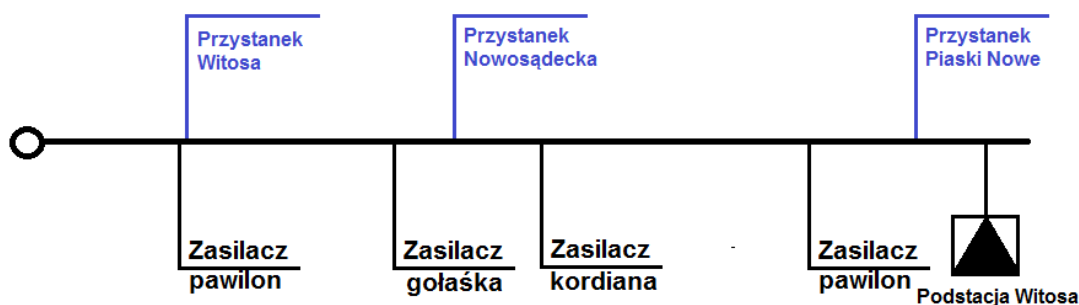 Przystanek
Witosa
Przystanek
Nowosądecka
Przystanek
Piaski Nowe
Zasilacz
pawilon
Zasilacz
gołaśka
Zasilacz
kordiana
Zasilacz
pawilon
Podstacja Witosa